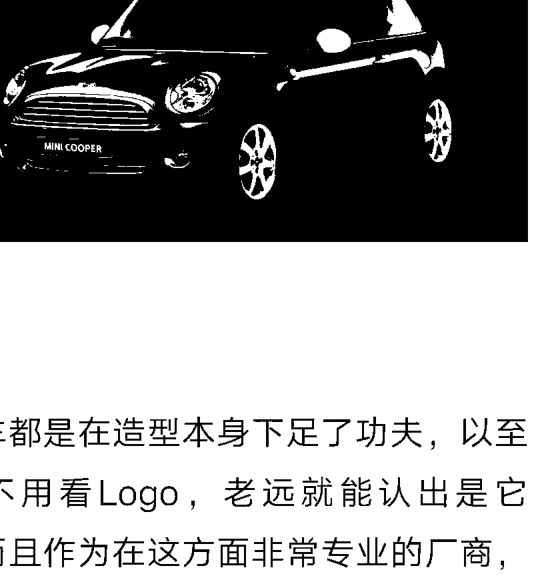 MINI COOPER
都是在造型本身下足了功夫，以至
不用看Logo，老远就能认出是它
而且作为在这方面非常专业的厂商，